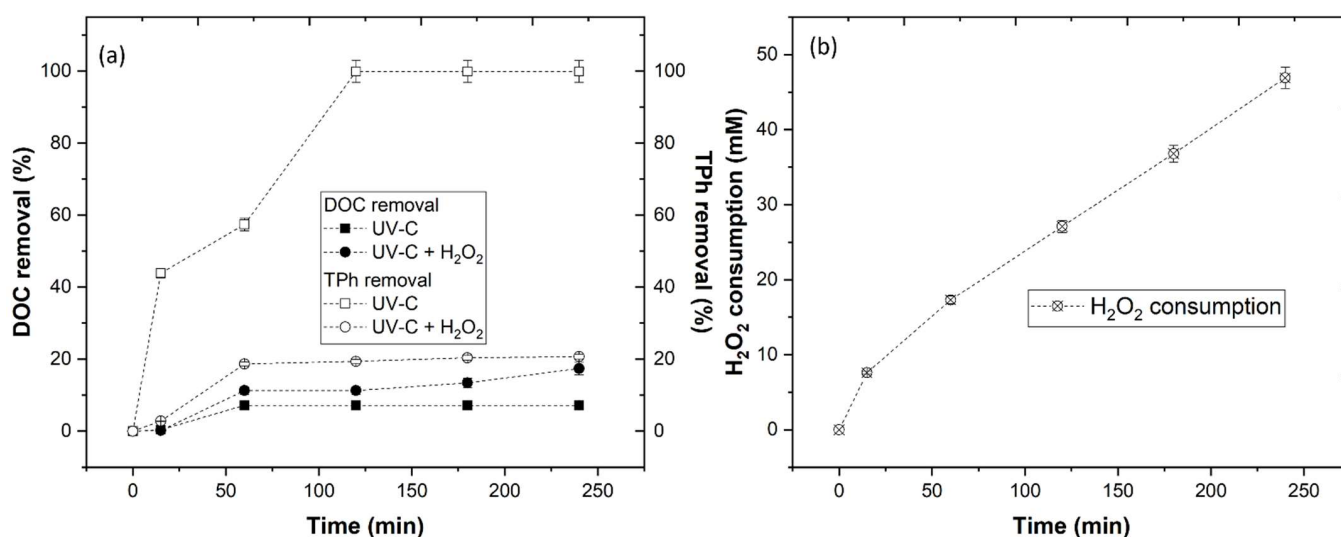 (a)
DOC removal (%)
100
80
60
40
20
0
DOC removal
UV-C
UV-C + H₂O₂
TPh removal
UV-C
UV-C + H₂O₂
100
80
60
40
20
0
TPh removal (%)
0 50 100 150 200 250
Time (min)
(b)
H₂O₂ consumption (mM)
50
40
30
20
10
0
H₂O₂ consumption
0 50 100 150 200 250
Time (min)